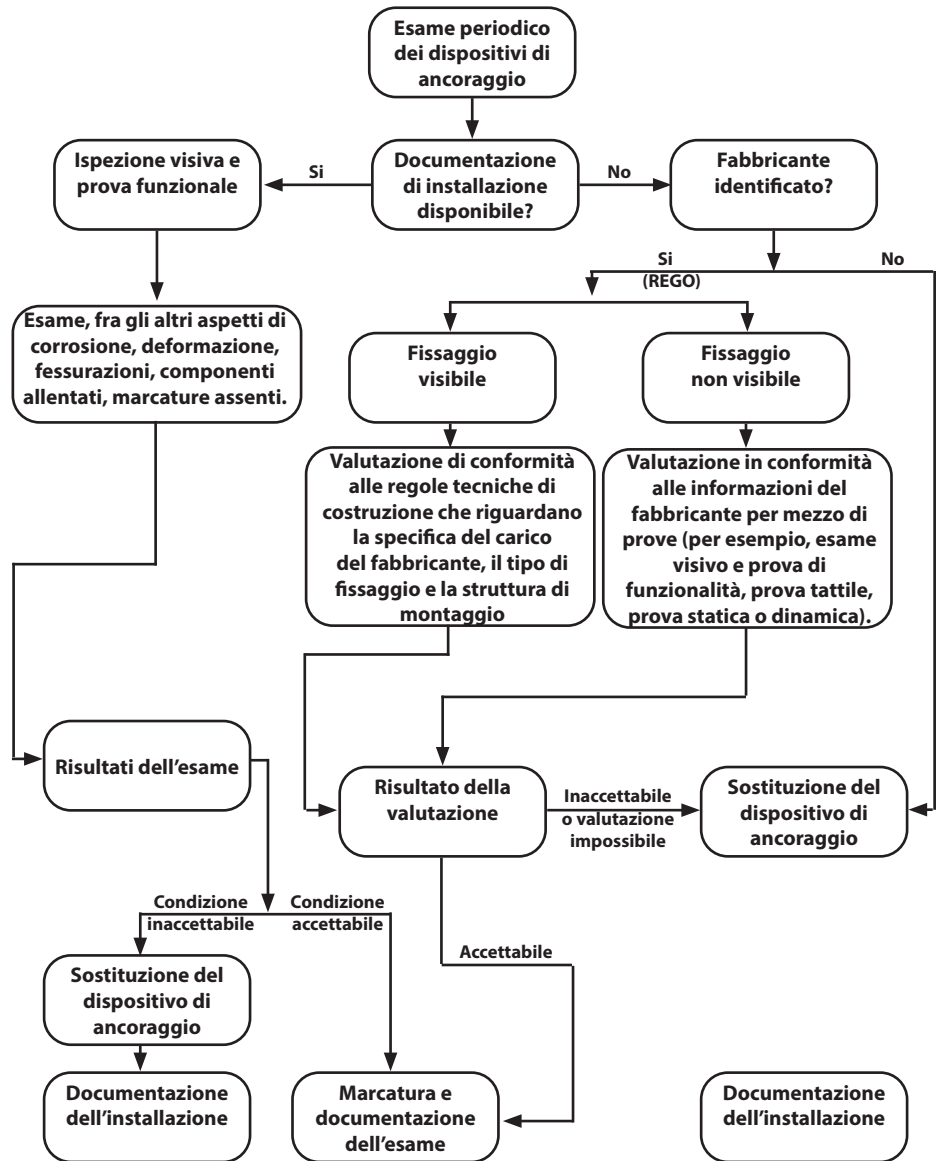 Esame periodico
dei dispositivi di
ancoraggio
Ispezione visiva e
prova funzionale
Si
Documentazione
di installazione
disponibile?
No
Fabbricante
identificato?
Si
(REGO)
No
Esame, fra gli altri aspetti di
corrosione, deformazione,
fessurazioni, componenti
allentati, marcature assenti.
Fissaggio
visibile
Fissaggio
non visibile
Valutazione di conformità
alle regole tecniche di
costruzione che riguardano
la specifica del carico
del fabbricante, il tipo di
fissaggio e la struttura di
montaggio
Valutazione in conformità
alle informazioni del
fabbricante per mezzo di
prove (per esempio, esame
visivo e prova di
funzionalità, prova tattile,
prova statica o dinamica).
Risultati dell'esame
Risultato della
valutazione
Inaccettabile
o valutazione
impossibile
Sostituzione del
dispositivo di
ancoraggio
Condizione
inaccettabile
Condizione
accettabile
Accettabile
Sostituzione del
dispositivo di
ancoraggio
Documentazione
dell'installazione
Marcatura e
documentazione
dell'esame
Documentazione
dell'installazione